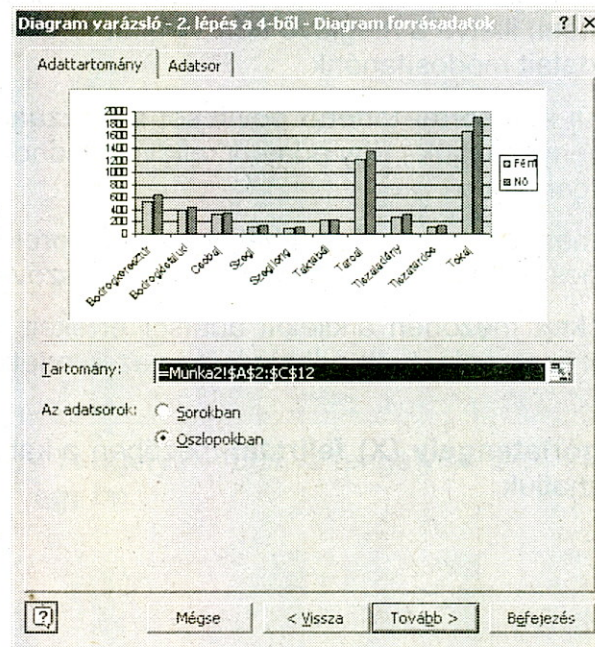 Diagram varázsló - 2. lépés a 4-ből - Diagram forrásadatok
Adattartomány
Adatsor
2000
1800
1600
1400
1200
1000
800
600
400
200
0
Férfi
Nő
Bodrogkeresztúr
Csobaj
Szegi
Szegilong
Taktabáj
Tarcal
Tiszaladány
Tiszatardos
Tokaj
Tartomány:
=Munka2!$A$2:$C$12
Az adatsorok:
Sorokban
Oszlopokban
Mégse
< Vissza
Tovább >
Befejezés